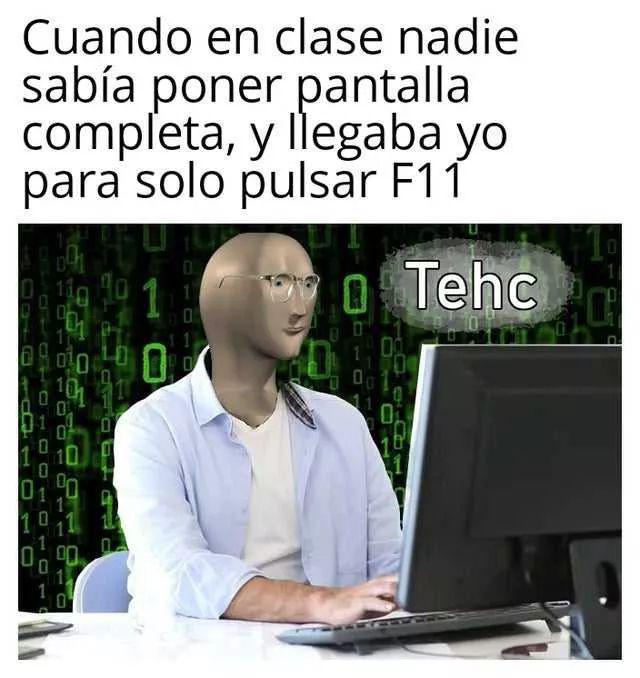 Cuando en clase nadie
sabía poner pantalla
completa, y llegaba yo
para solo pulsar F11
Tehc